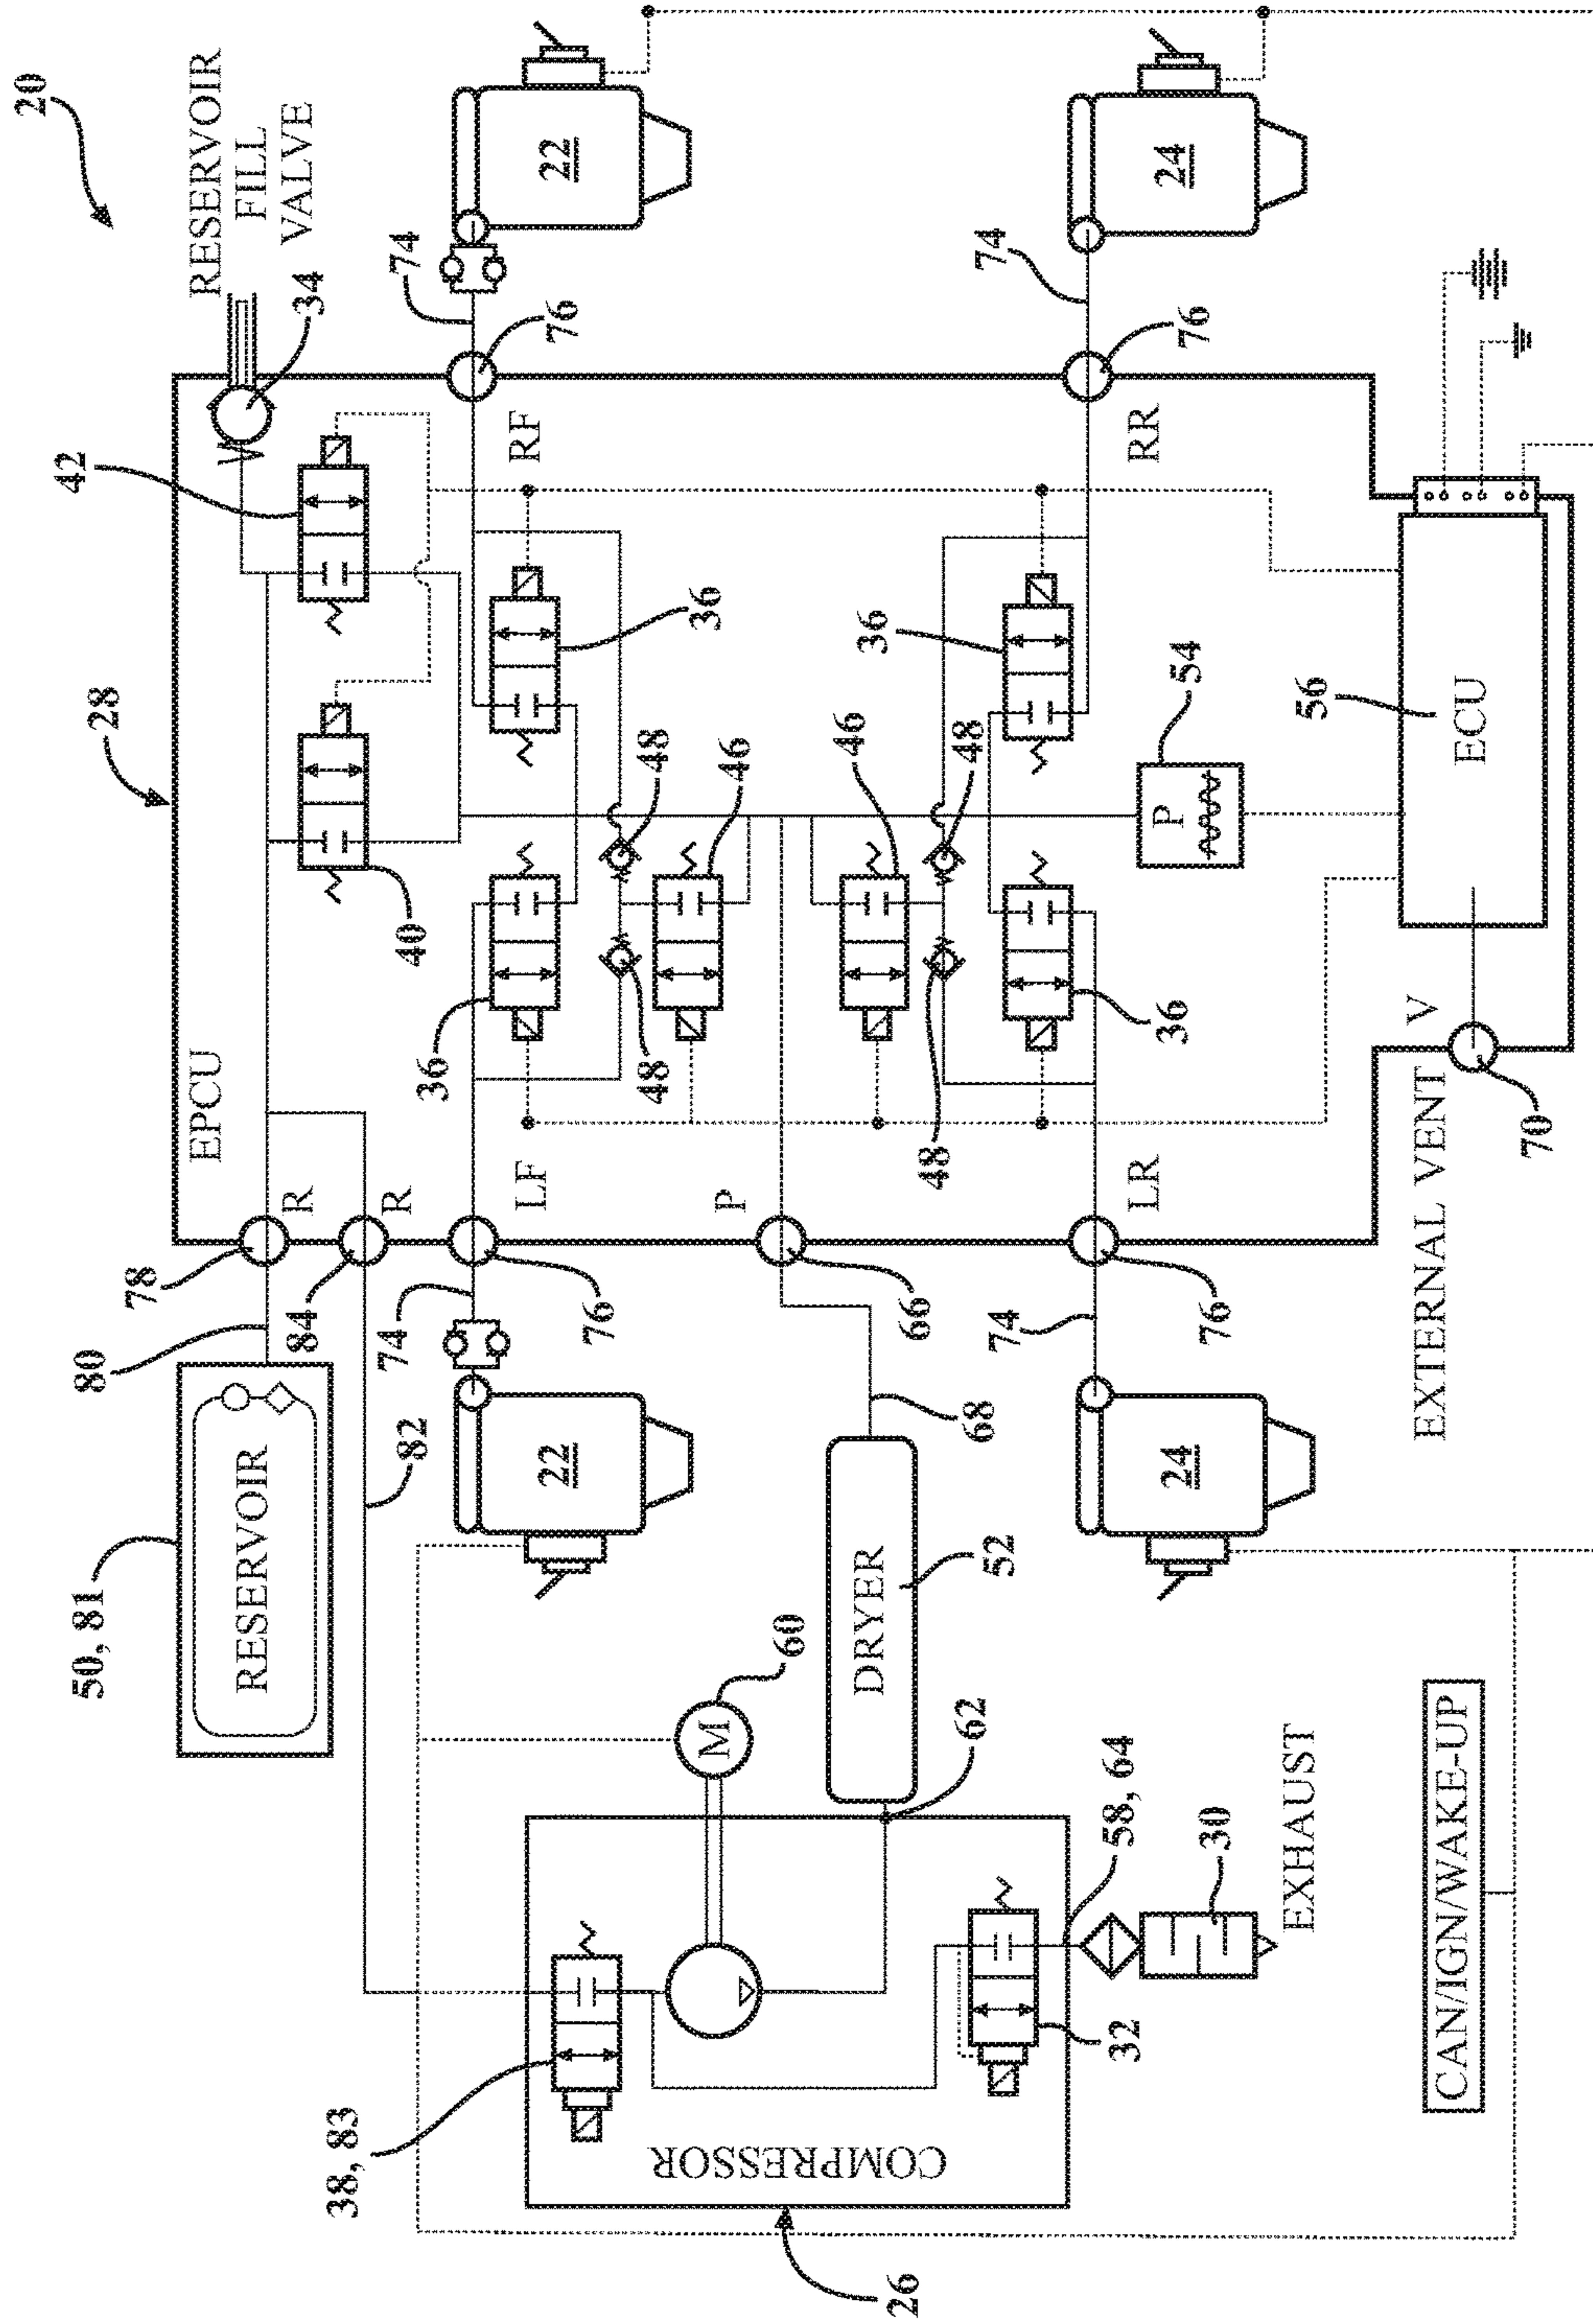 20
50, 81
80
28
42
78
EPCU
RESERVOIR
FILL
VALVE
RESERVOIR
84
R
34
38, 83
82
74
R
40
74
36
LF
RF
22
22
76
76
48
48
36
M
60
P
46
COMPRESSOR
DRYER
66
46
36
26
62
68
52
74
48
48
74
58, 64
32
LR
RR
24
P
54
24
30
76
36
76
EXHAUST
56
EXTERNAL VENT
V
CAN/IGN/WAKE-UP
ECU
70